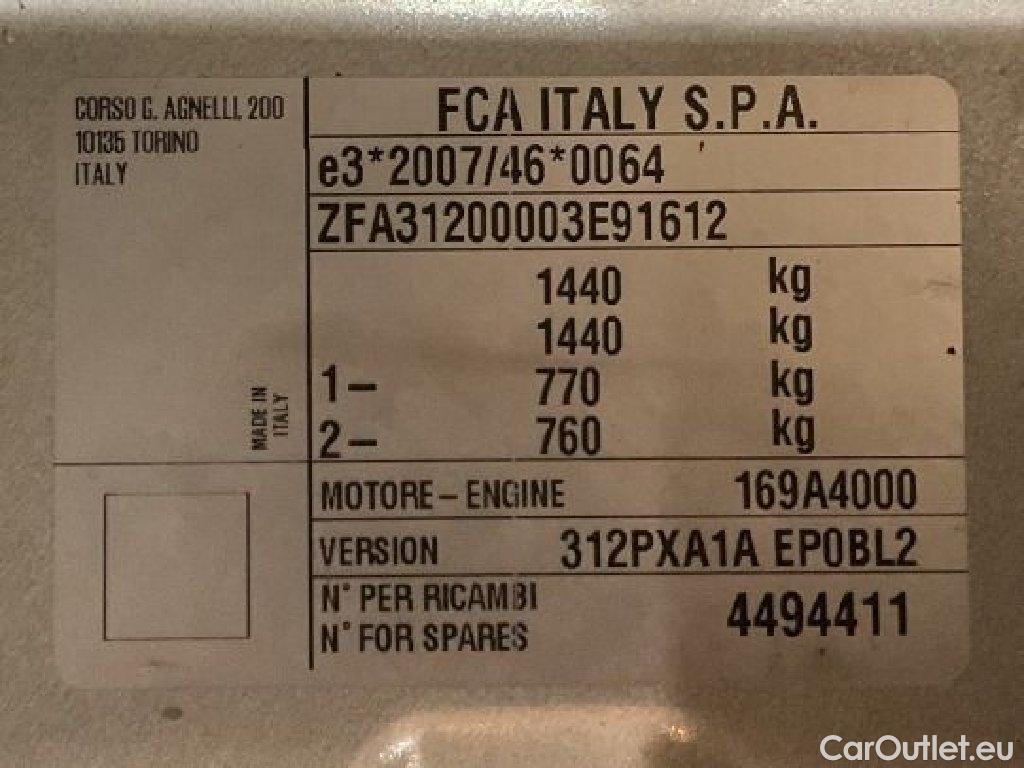 CORSO G. AGNELLI, 200
10135 TORINO
ITALY
MADE IN
ITALY
FCA ITALY S.P.A.
e3*2007/46*0064
ZFA31200003E91612
1440 kg
1440 kg
1– 770 kg
2– 760 kg
MOTORE – ENGINE 169A4000
VERSION 312PXA1A EP0BL2
N° PER RICAMBI
N° FOR SPARES
4494411
CarOutlet.eu